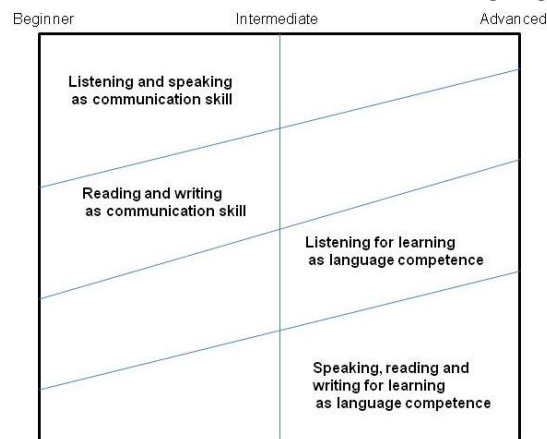 Beginner Intermediate Advanced
Listening and speaking
as communication skill
Reading and writing
as communication skill
Listening for learning
as language competence
Speaking, reading and
writing for learning
as language competence